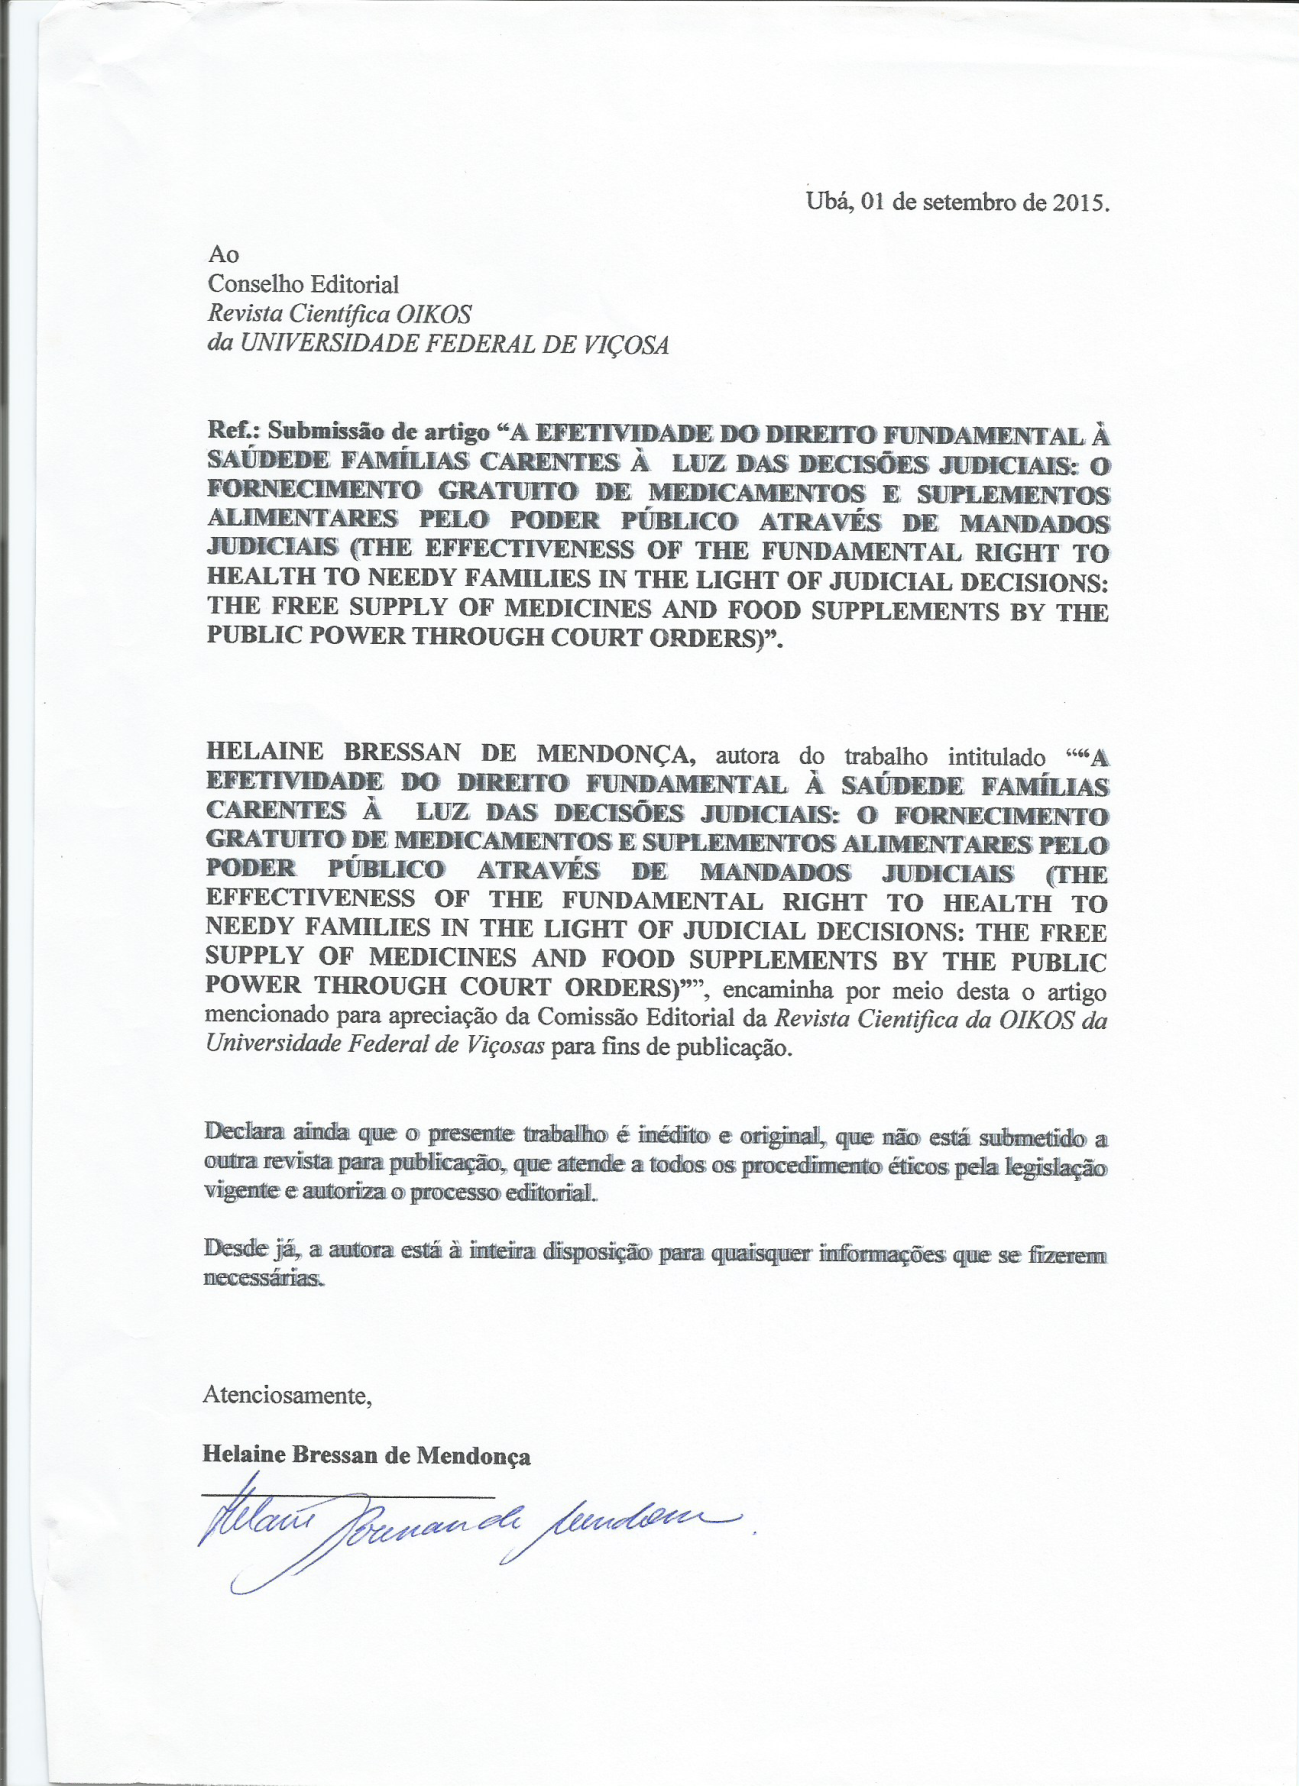 Ubá, 01 de setembro de 2015.
Ao
Conselho Editorial
Revista Científica OIKOS
da UNIVERSIDADE FEDERAL DE VIÇOSA
Ref.: Submissão de artigo “A EFETIVIDADE DO DIREITO FUNDAMENTAL À
SAÚDEDE FAMÍLIAS CARENTES À LUZ DAS DECISÕES JUDICIAIS: O
FORNECIMENTO GRATUITO DE MEDICAMENTOS E SUPLEMENTOS
ALIMENTARES PELO PODER PÚBLICO ATRAVÉS DE MANDADOS
JUDICIAIS (THE EFFECTIVENESS OF THE FUNDAMENTAL RIGHT TO
HEALTH TO NEEDY FAMILIES IN THE LIGHT OF JUDICIAL DECISIONS:
THE FREE SUPPLY OF MEDICINES AND FOOD SUPPLEMENTS BY THE
PUBLIC POWER THROUGH COURT ORDERS)”.
HELAINE BRESSAN DE MENDONÇA, autora do trabalho intitulado ““A
EFETIVIDADE DO DIREITO FUNDAMENTAL À SAÚDEDE FAMÍLIAS
CARENTES À LUZ DAS DECISÕES JUDICIAIS: O FORNECIMENTO
GRATUITO DE MEDICAMENTOS E SUPLEMENTOS ALIMENTARES PELO
PODER PÚBLICO ATRAVÉS DE MANDADOS JUDICIAIS (THE
EFFECTIVENESS OF THE FUNDAMENTAL RIGHT TO HEALTH TO
NEEDY FAMILIES IN THE LIGHT OF JUDICIAL DECISIONS: THE FREE
SUPPLY OF MEDICINES AND FOOD SUPPLEMENTS BY THE PUBLIC
POWER THROUGH COURT ORDERS)””, encaminha por meio desta o artigo
mencionado para apreciação da Comissão Editorial da Revista Científica da OIKOS da
Universidade Federal de Viçosas para fins de publicação.
Declara ainda que o presente trabalho é inédito e original, que não está submetido a
outra revista para publicação, que atende a todos os procedimento éticos pela legislação
vigente e autoriza o processo editorial.
Desde já, a autora está à inteira disposição para quaisquer informações que se fizerem
necessárias.
Atenciosamente,
Helaine Bressan de Mendonça